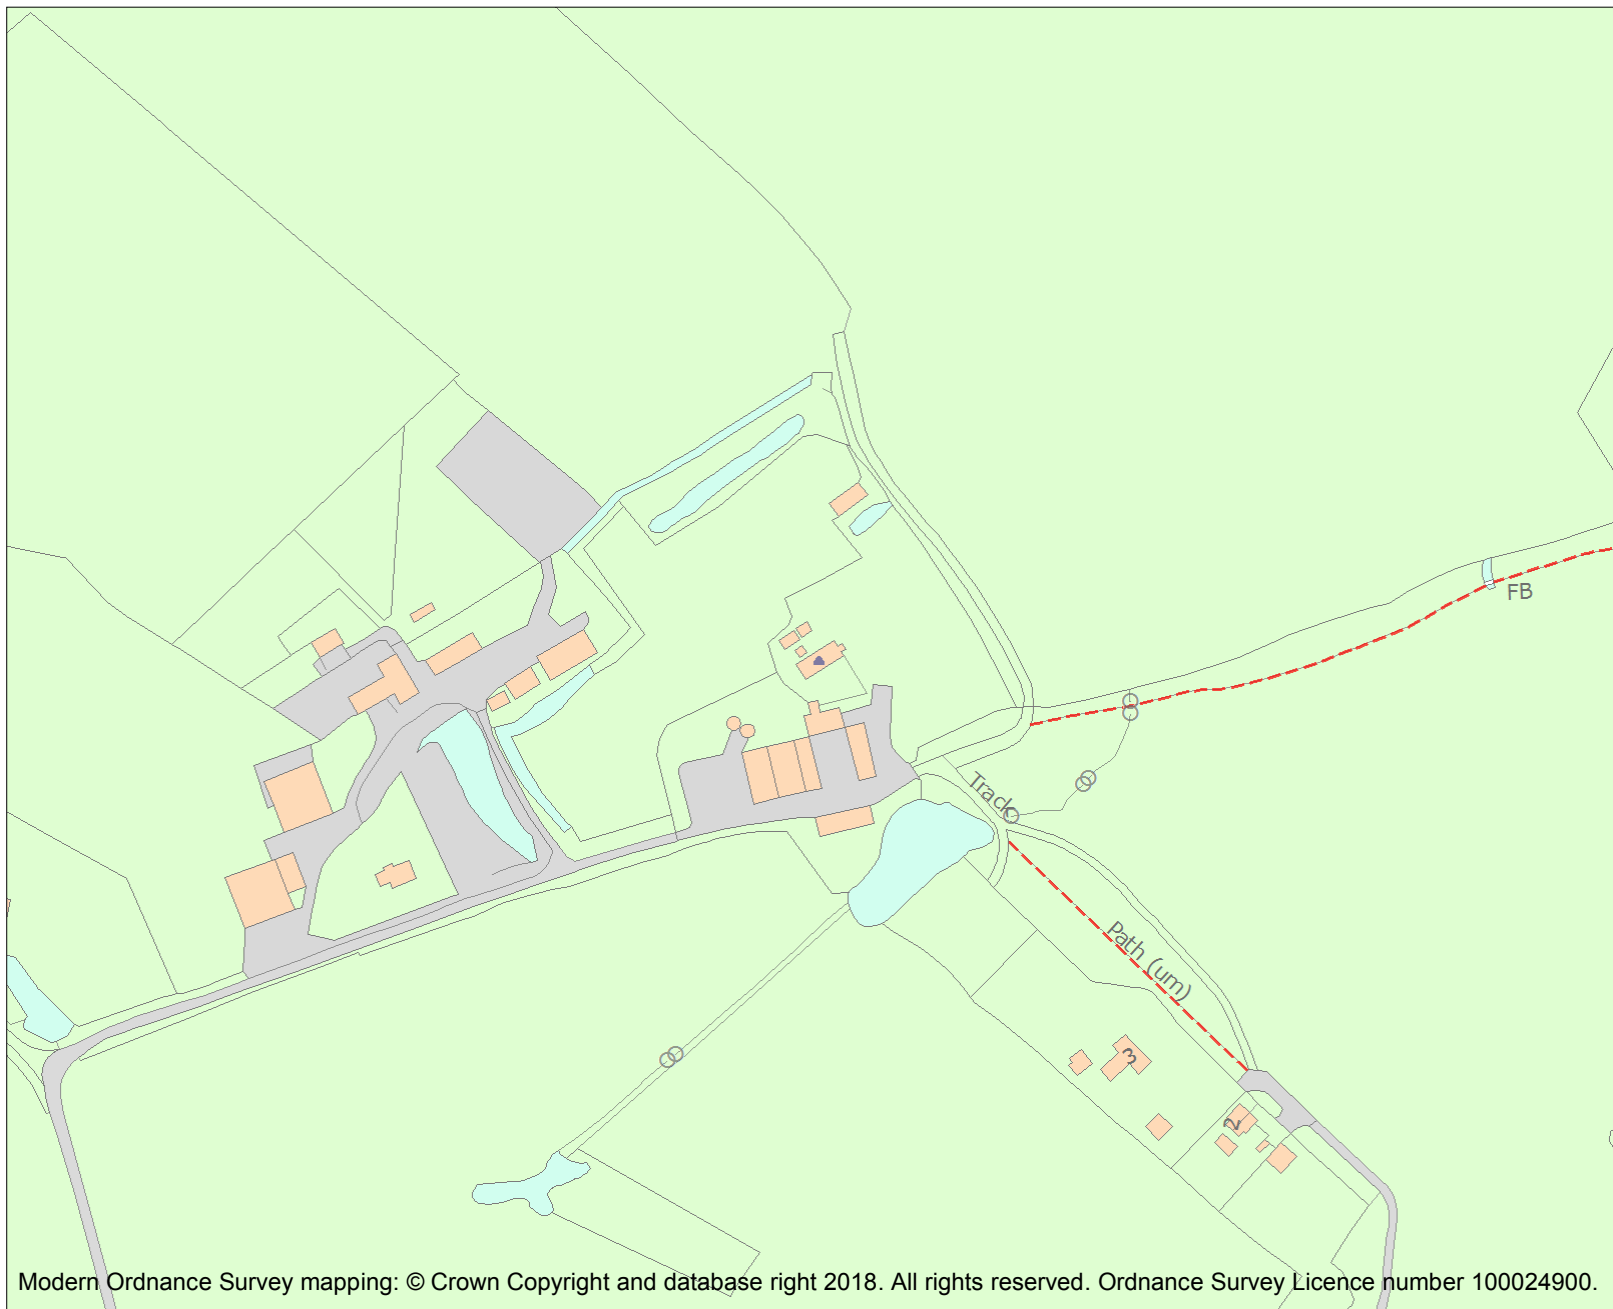 FB
Track
Path (um)
3
2
Modern Ordnance Survey mapping: © Crown Copyright and database right 2018. All rights reserved. Ordnance Survey Licence number 100024900.